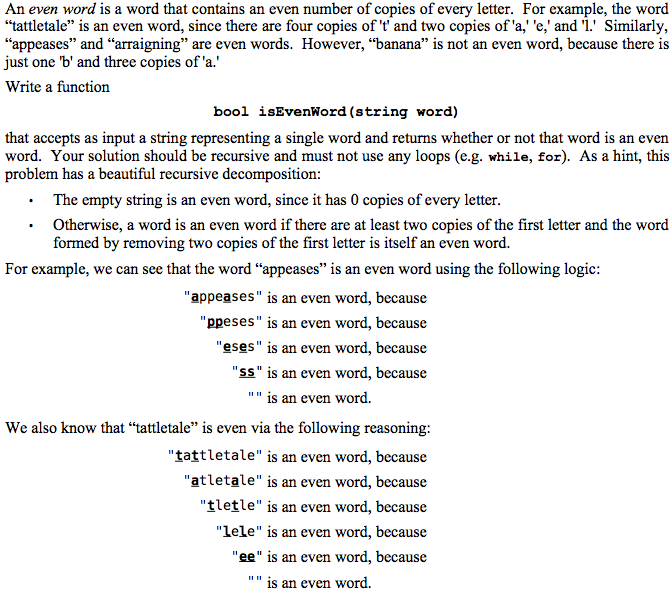 An even word is a word that contains an even number of copies of every letter. For example, the word
“tattletale” is an even word, since there are four copies of 't' and two copies of 'a,' 'e,' and 'l.' Similarly,
“appeases” and “arraigning” are even words. However, “banana” is not an even word, because there is
just one 'b' and three copies of 'a.'
Write a function
bool isEvenWord(string word)
that accepts as input a string representing a single word and returns whether or not that word is an even
word. Your solution should be recursive and must not use any loops (e.g. while, for). As a hint, this
problem has a beautiful recursive decomposition:
• The empty string is an even word, since it has 0 copies of every letter.
• Otherwise, a word is an even word if there are at least two copies of the first letter and the word
formed by removing two copies of the first letter is itself an even word.
For example, we can see that the word “appeases” is an even word using the following logic:
"appeases" is an even word, because
"ppeses" is an even word, because
"eses" is an even word, because
"ss" is an even word, because
"" is an even word.
We also know that “tattletale” is even via the following reasoning:
"tattletale" is an even word, because
"atletale" is an even word, because
"tletle" is an even word, because
"lele" is an even word, because
"ee" is an even word, because
"" is an even word.